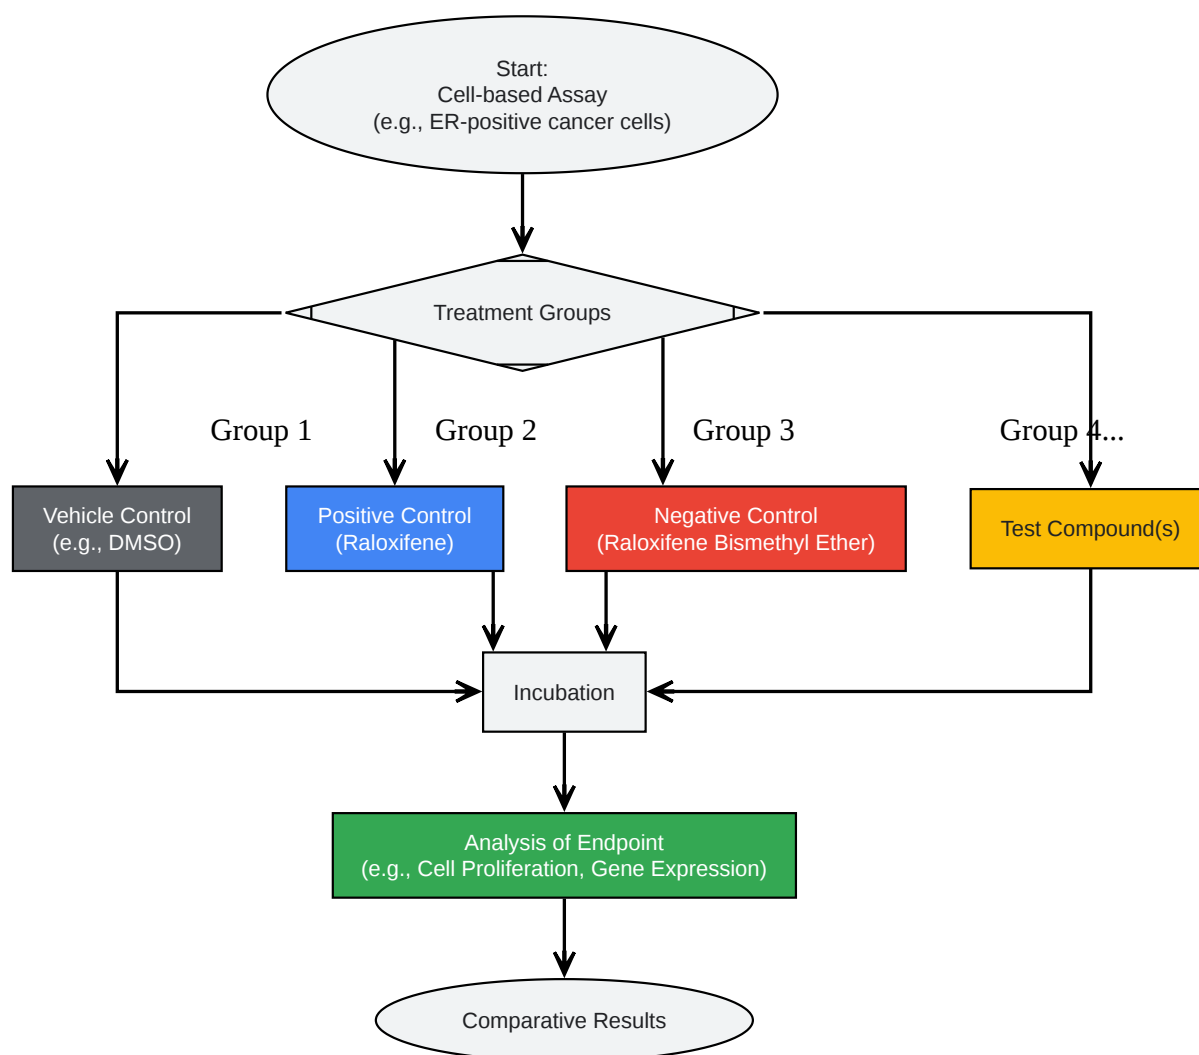 Start:
Cell-based Assay
(e.g., ER-positive cancer cells)
Treatment Groups
Group 1
Group 2
Group 3
Group 4...
Vehicle Control
(e.g., DMSO)
Positive Control
(Raloxifene)
Negative Control
(Raloxifene Bismethyl Ether)
Test Compound(s)
Incubation
Analysis of Endpoint
(e.g., Cell Proliferation, Gene Expression)
Comparative Results